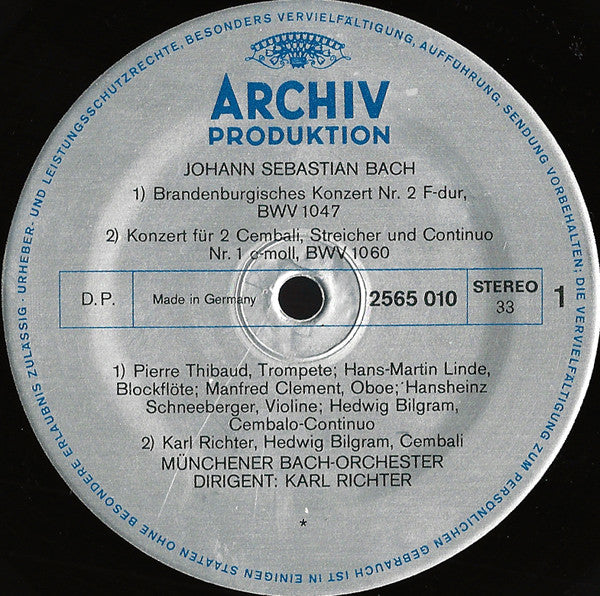 URHEBER- UND LEISTUNGSSCHUTZRECHTE, BESONDERS VERVIELFÄLTIGUNG, AUFFÜHRUNG, SENDUNG VORBEHALTEN; DIE VERVIELFÄLTIGUNG ZUM PERSÖNLICHEN GEBRAUCH IST IN EINIGEN STAATEN OHNE BESONDERE ERLAUBNIS ZULÄSSIG ·
ARCHIV
PRODUKTION
JOHANN SEBASTIAN BACH
1) Brandenburgisches Konzert Nr. 2 F-dur,
BWV 1047
2) Konzert für 2 Cembali, Streicher und Continuo
Nr. 1 c-moll, BWV 1060
D.P. Made in Germany 2565 010 STEREO 1
33
1) Pierre Thibaud, Trompete; Hans-Martin Linde,
Blockflöte; Manfred Clement, Oboe; Hansheinz
Schneeberger, Violine; Hedwig Bilgram,
Cembalo-Continuo
2) Karl Richter, Hedwig Bilgram, Cembali
MÜNCHENER BACH-ORCHESTER
DIRIGENT: KARL RICHTER
*